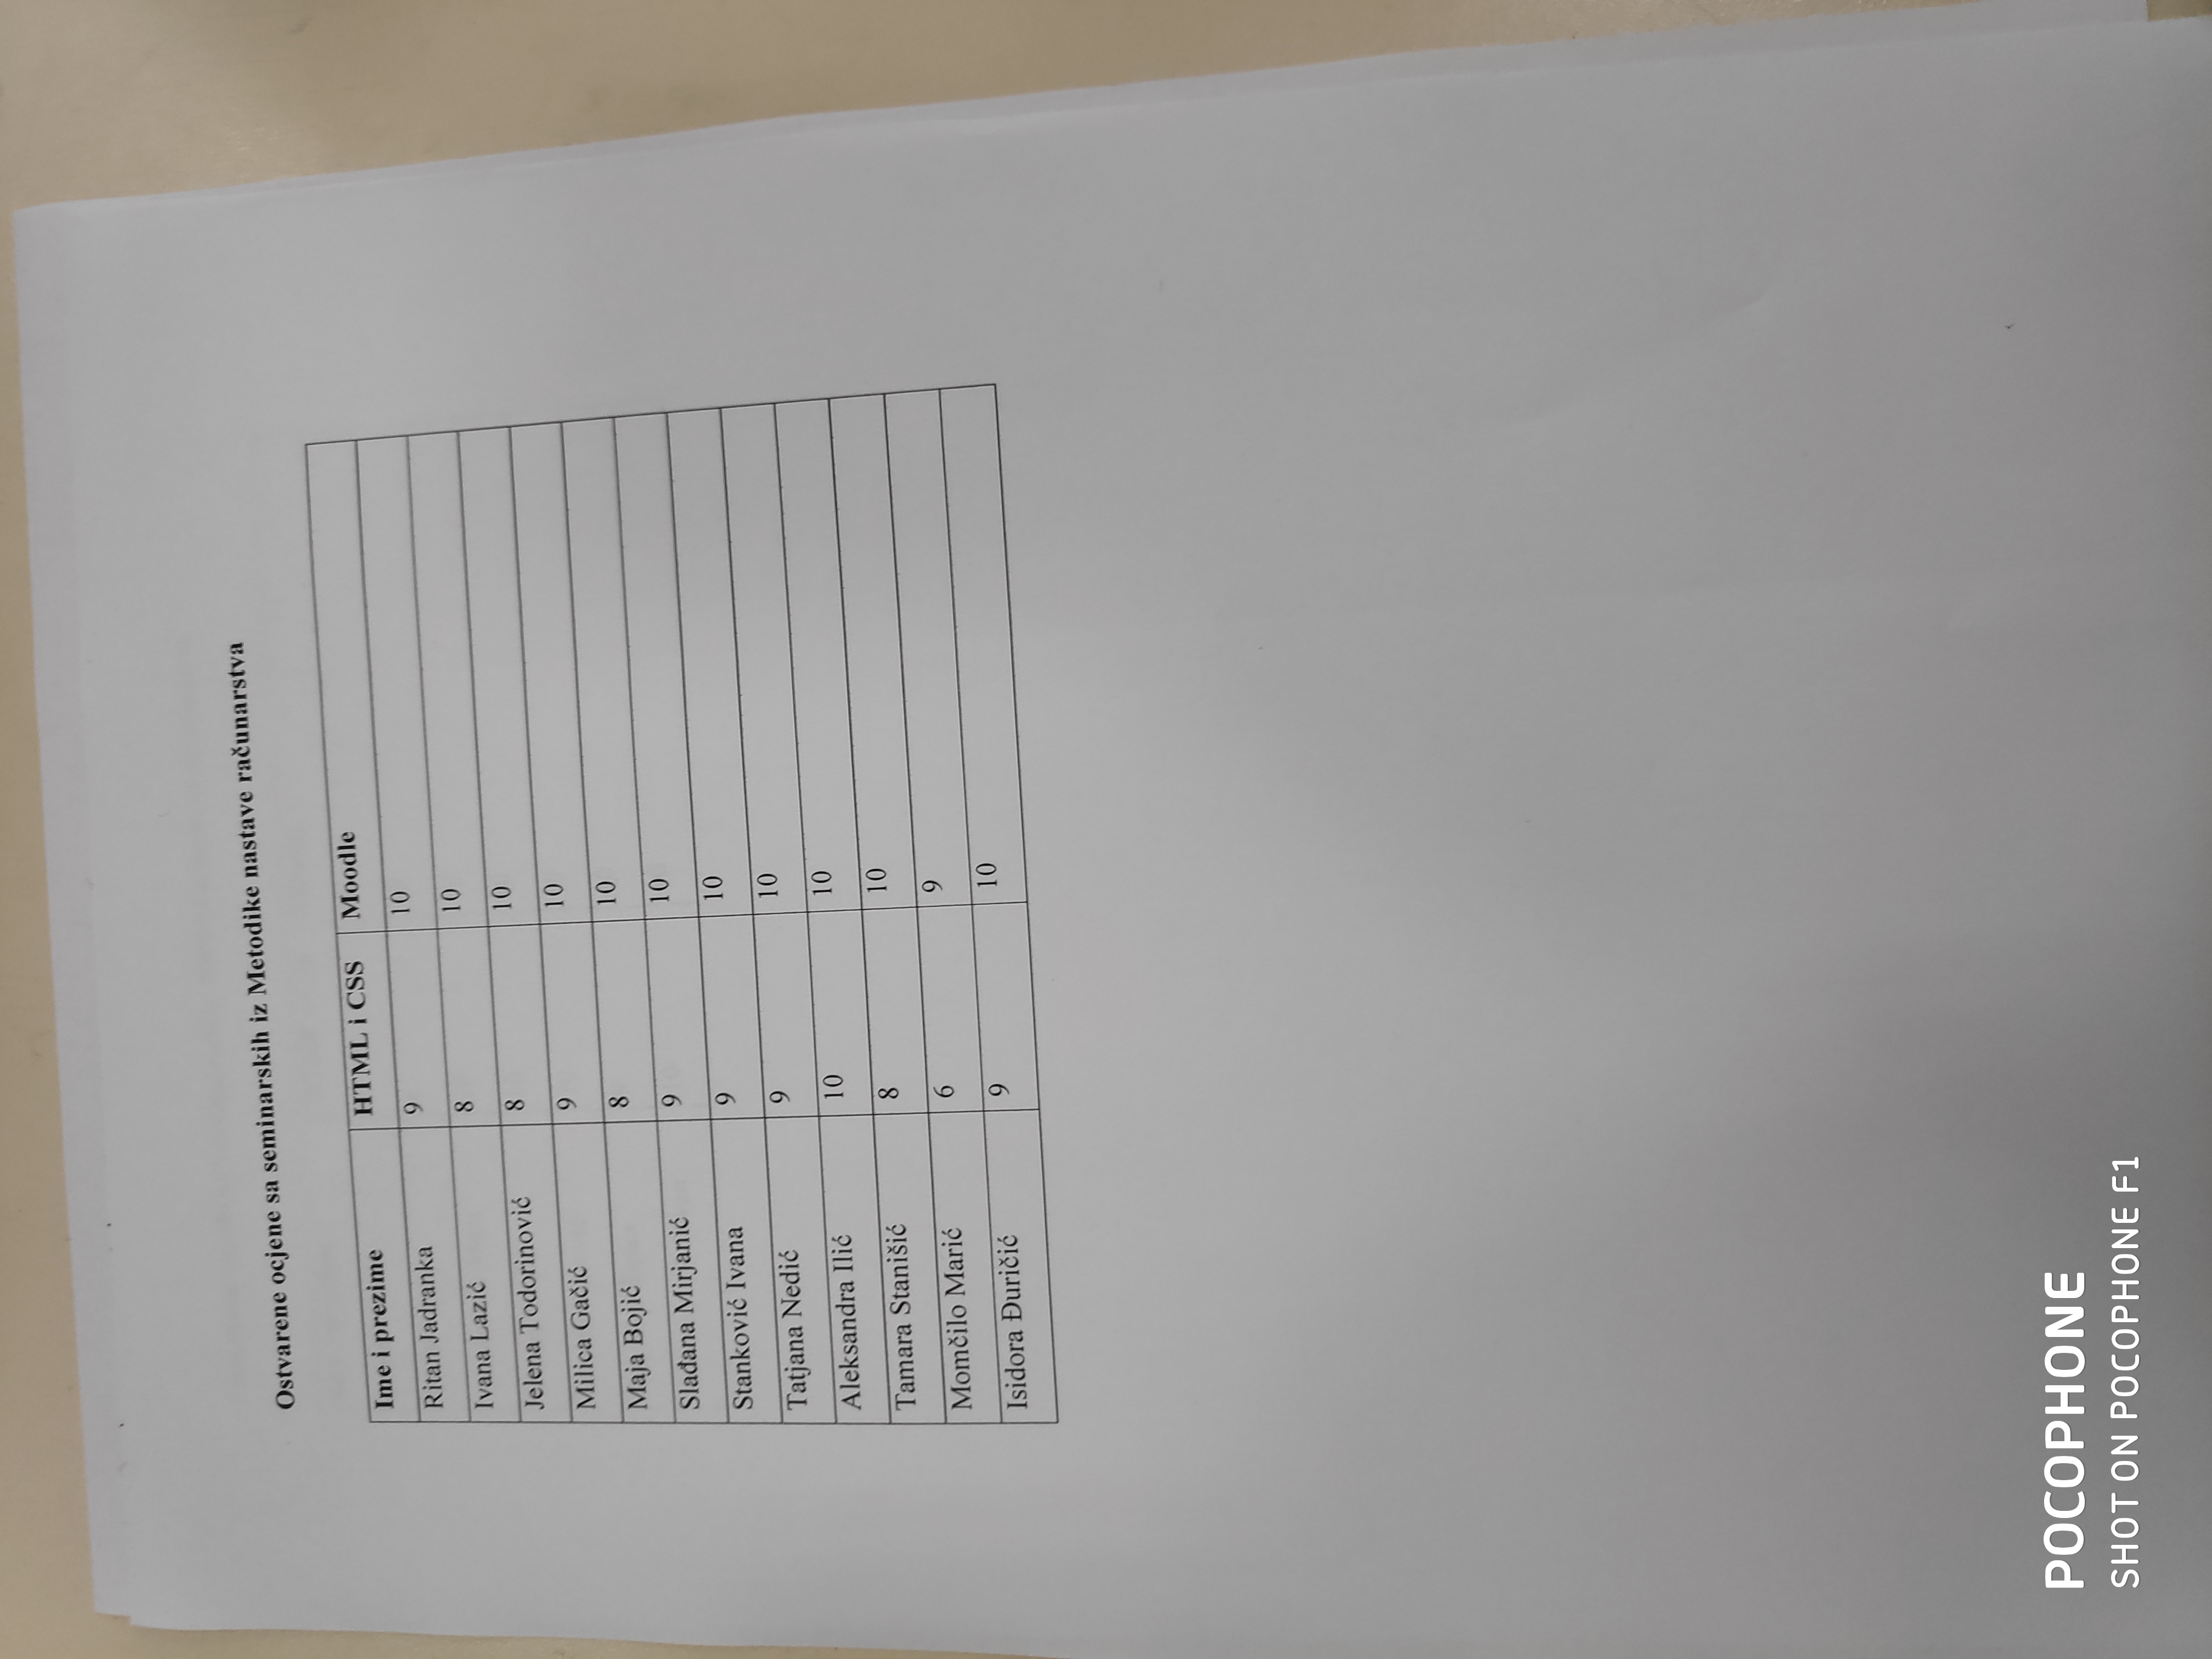 Ostvarene ocjene sa seminarskih iz Metodike nastave računarstva
Ime i prezime HTML i CSS Moodle
Ritan Jadranka 9 10
Ivana Lazić 8 10
Jelena Todorinović 8 10
Milica Gačić 9 10
Maja Bojić 8 10
Slađana Mirjanić 9 10
Stanković Ivana 9 10
Tatjana Nedić 9 10
Aleksandra Ilić 10 10
Tamara Stanišić 8 10
Momčilo Marić 6 9
Isidora Đuričić 9 10
POCOPHONE
SHOT ON POCOPHONE F1